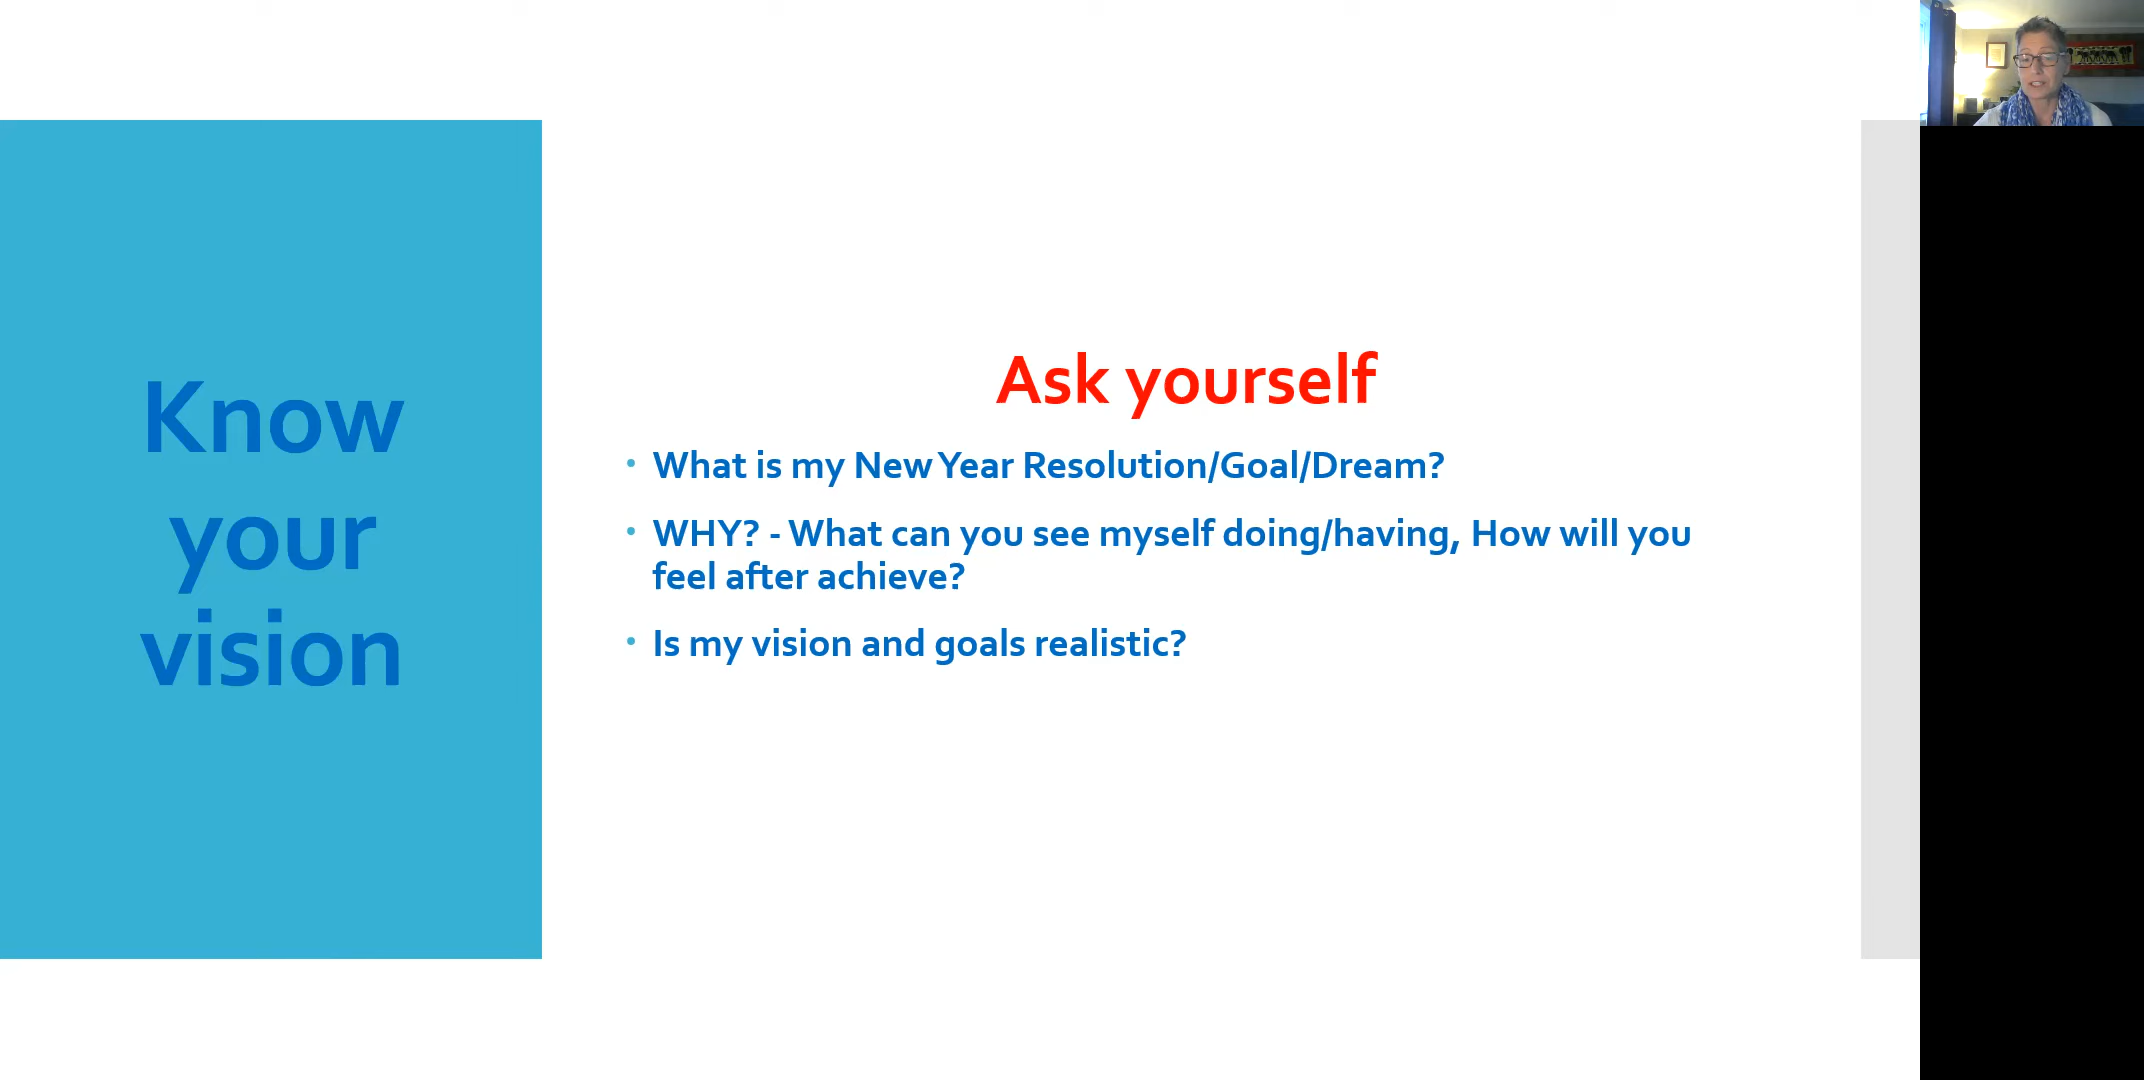 Know
your
vision
Ask yourself
• What is my New Year Resolution/Goal/Dream?
• WHY? - What can you see myself doing/having, How will you
feel after achieve?
• Is my vision and goals realistic?